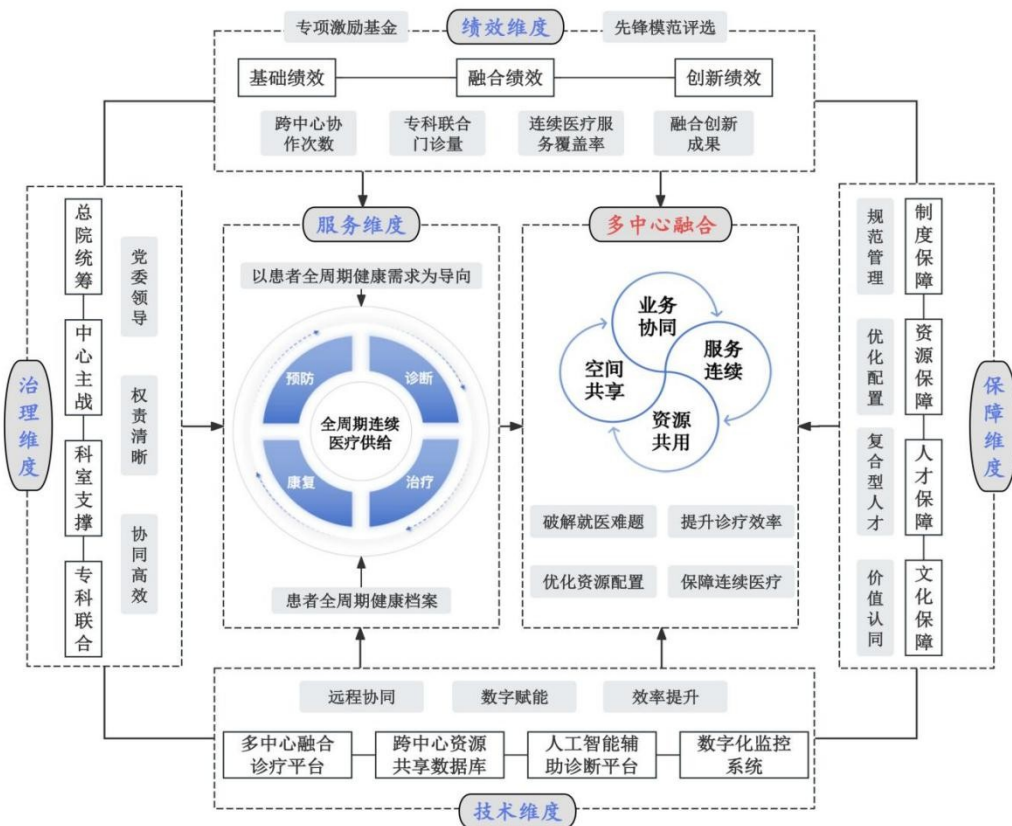 专项激励基金
绩效维度
先锋模范评选
基础绩效
融合绩效
创新绩效
跨中心协
作次数
专科联合
门诊量
连续医疗服
务覆盖率
融合创新
成果
治理维度
总院统筹
中心主战
科室支撑
专科联合
党委领导
权责清晰
协同高效
服务维度
以患者全周期健康需求为导向
预防
诊断
全周期连续
医疗供给
康复
治疗
患者全周期健康档案
多中心融合
业务
协同
服务
连续
空间
共享
资源
共用
破解就医难题
提升诊疗效率
优化资源配置
保障连续医疗
规范管理
优化配置
复合型人才
价值认同
制度保障
资源保障
人才保障
文化保障
保障维度
远程协同
数字赋能
效率提升
多中心融合
诊疗平台
跨中心资源
共享数据库
人工智能辅
助诊断平台
数字化监控
系统
技术维度